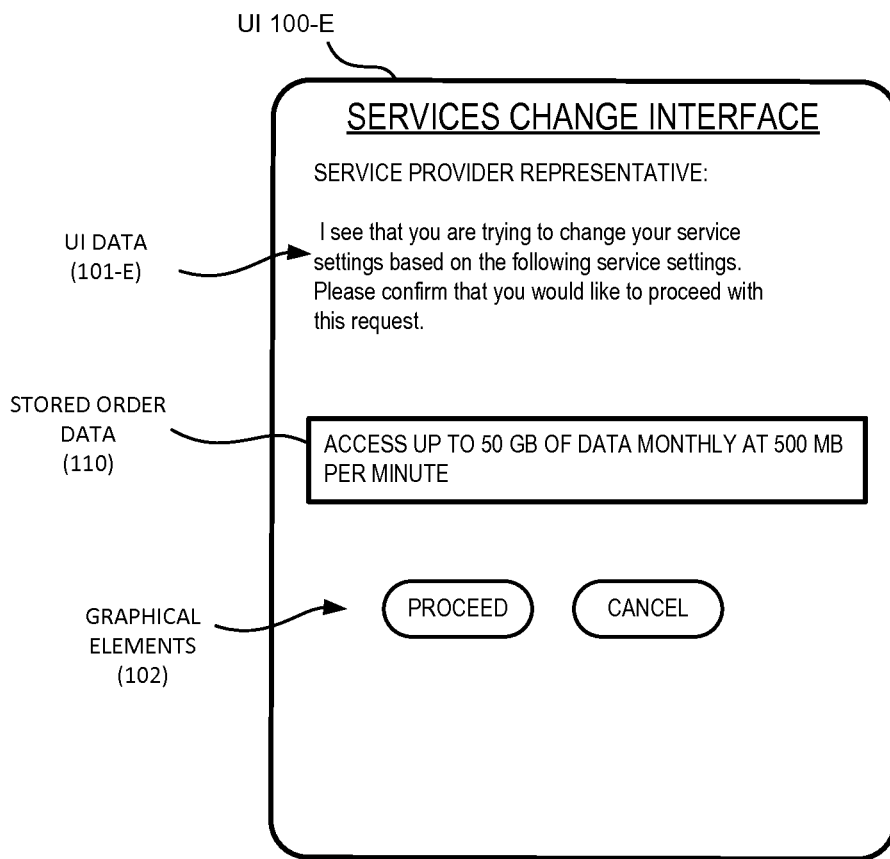 UI 100-E
SERVICES CHANGE INTERFACE
SERVICE PROVIDER REPRESENTATIVE:
I see that you are trying to change your service
settings based on the following service settings.
Please confirm that you would like to proceed with
this request.
UI DATA
(101-E)
STORED ORDER
DATA
(110)
ACCESS UP TO 50 GB OF DATA MONTHLY AT 500 MB
PER MINUTE
GRAPHICAL
ELEMENTS
(102)
PROCEED
CANCEL